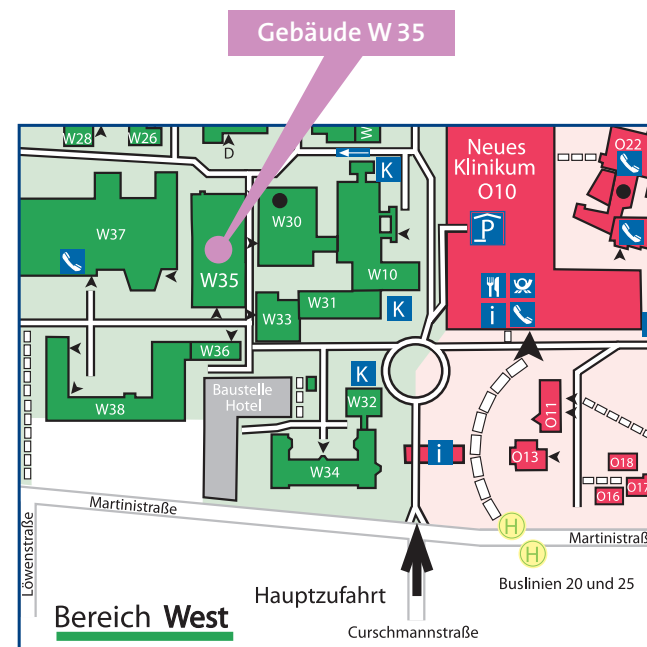 Gebäude W 35
W28
W26
D
W
K
Neues
Klinikum
O10
O22
P
W37
W30
W35
W10
W31
K
W33
i
W36
K
Baustelle
Hotel
W32
W38
W34
i
O11
O13
O18
O16
O17
H
H
Martinistraße
Martinistraß
Löwenstraße
Buslinien 20 und 25
Hauptzufahrt
Bereich West
Curschmannstraße